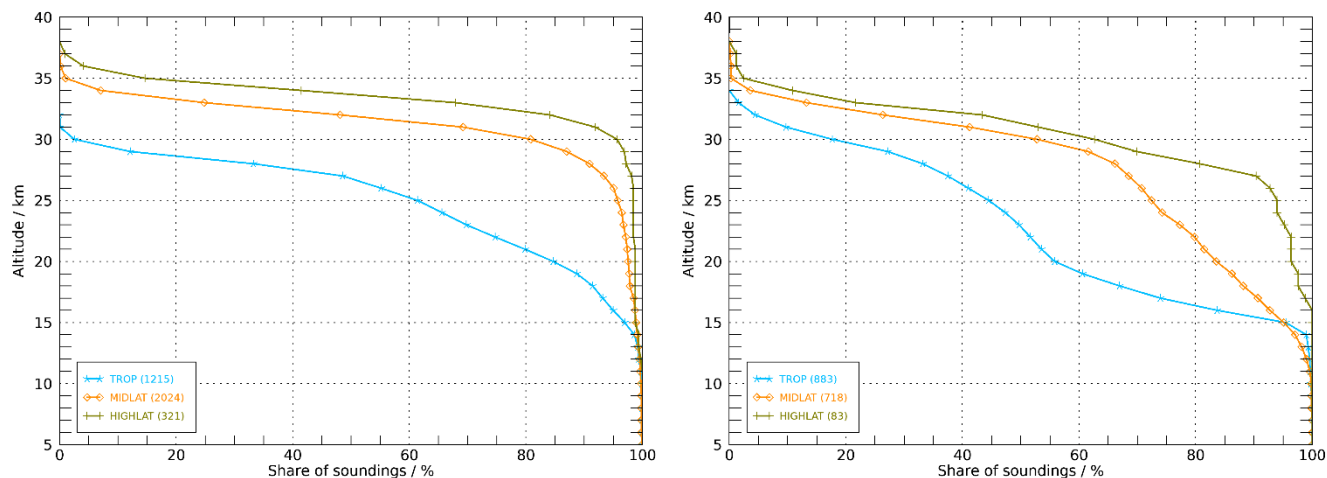 40
35
30
25
20
15
10
5
Altitude / km
TROP (1215)
MIDLAT (2024)
HIGHLAT (321)
0 20 40 60 80 100
Share of soundings / %
40
35
30
25
20
15
10
5
Altitude / km
TROP (883)
MIDLAT (718)
HIGHLAT (83)
0 20 40 60 80 100
Share of soundings / %